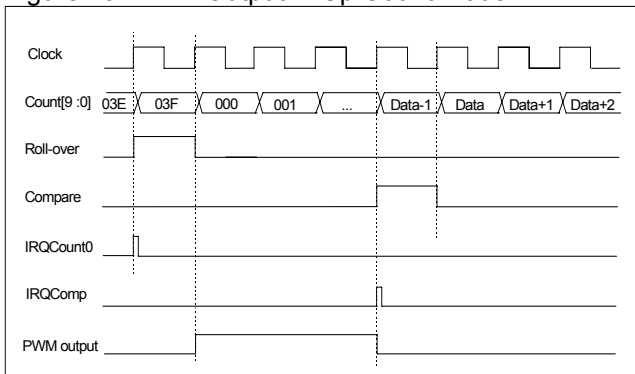 Clock
Count[9 :0] 03E 03F 000 001 ... Data-1 Data Data+1 Data+2
Roll-over
Compare
IRQCount0
IRQComp
PWM output